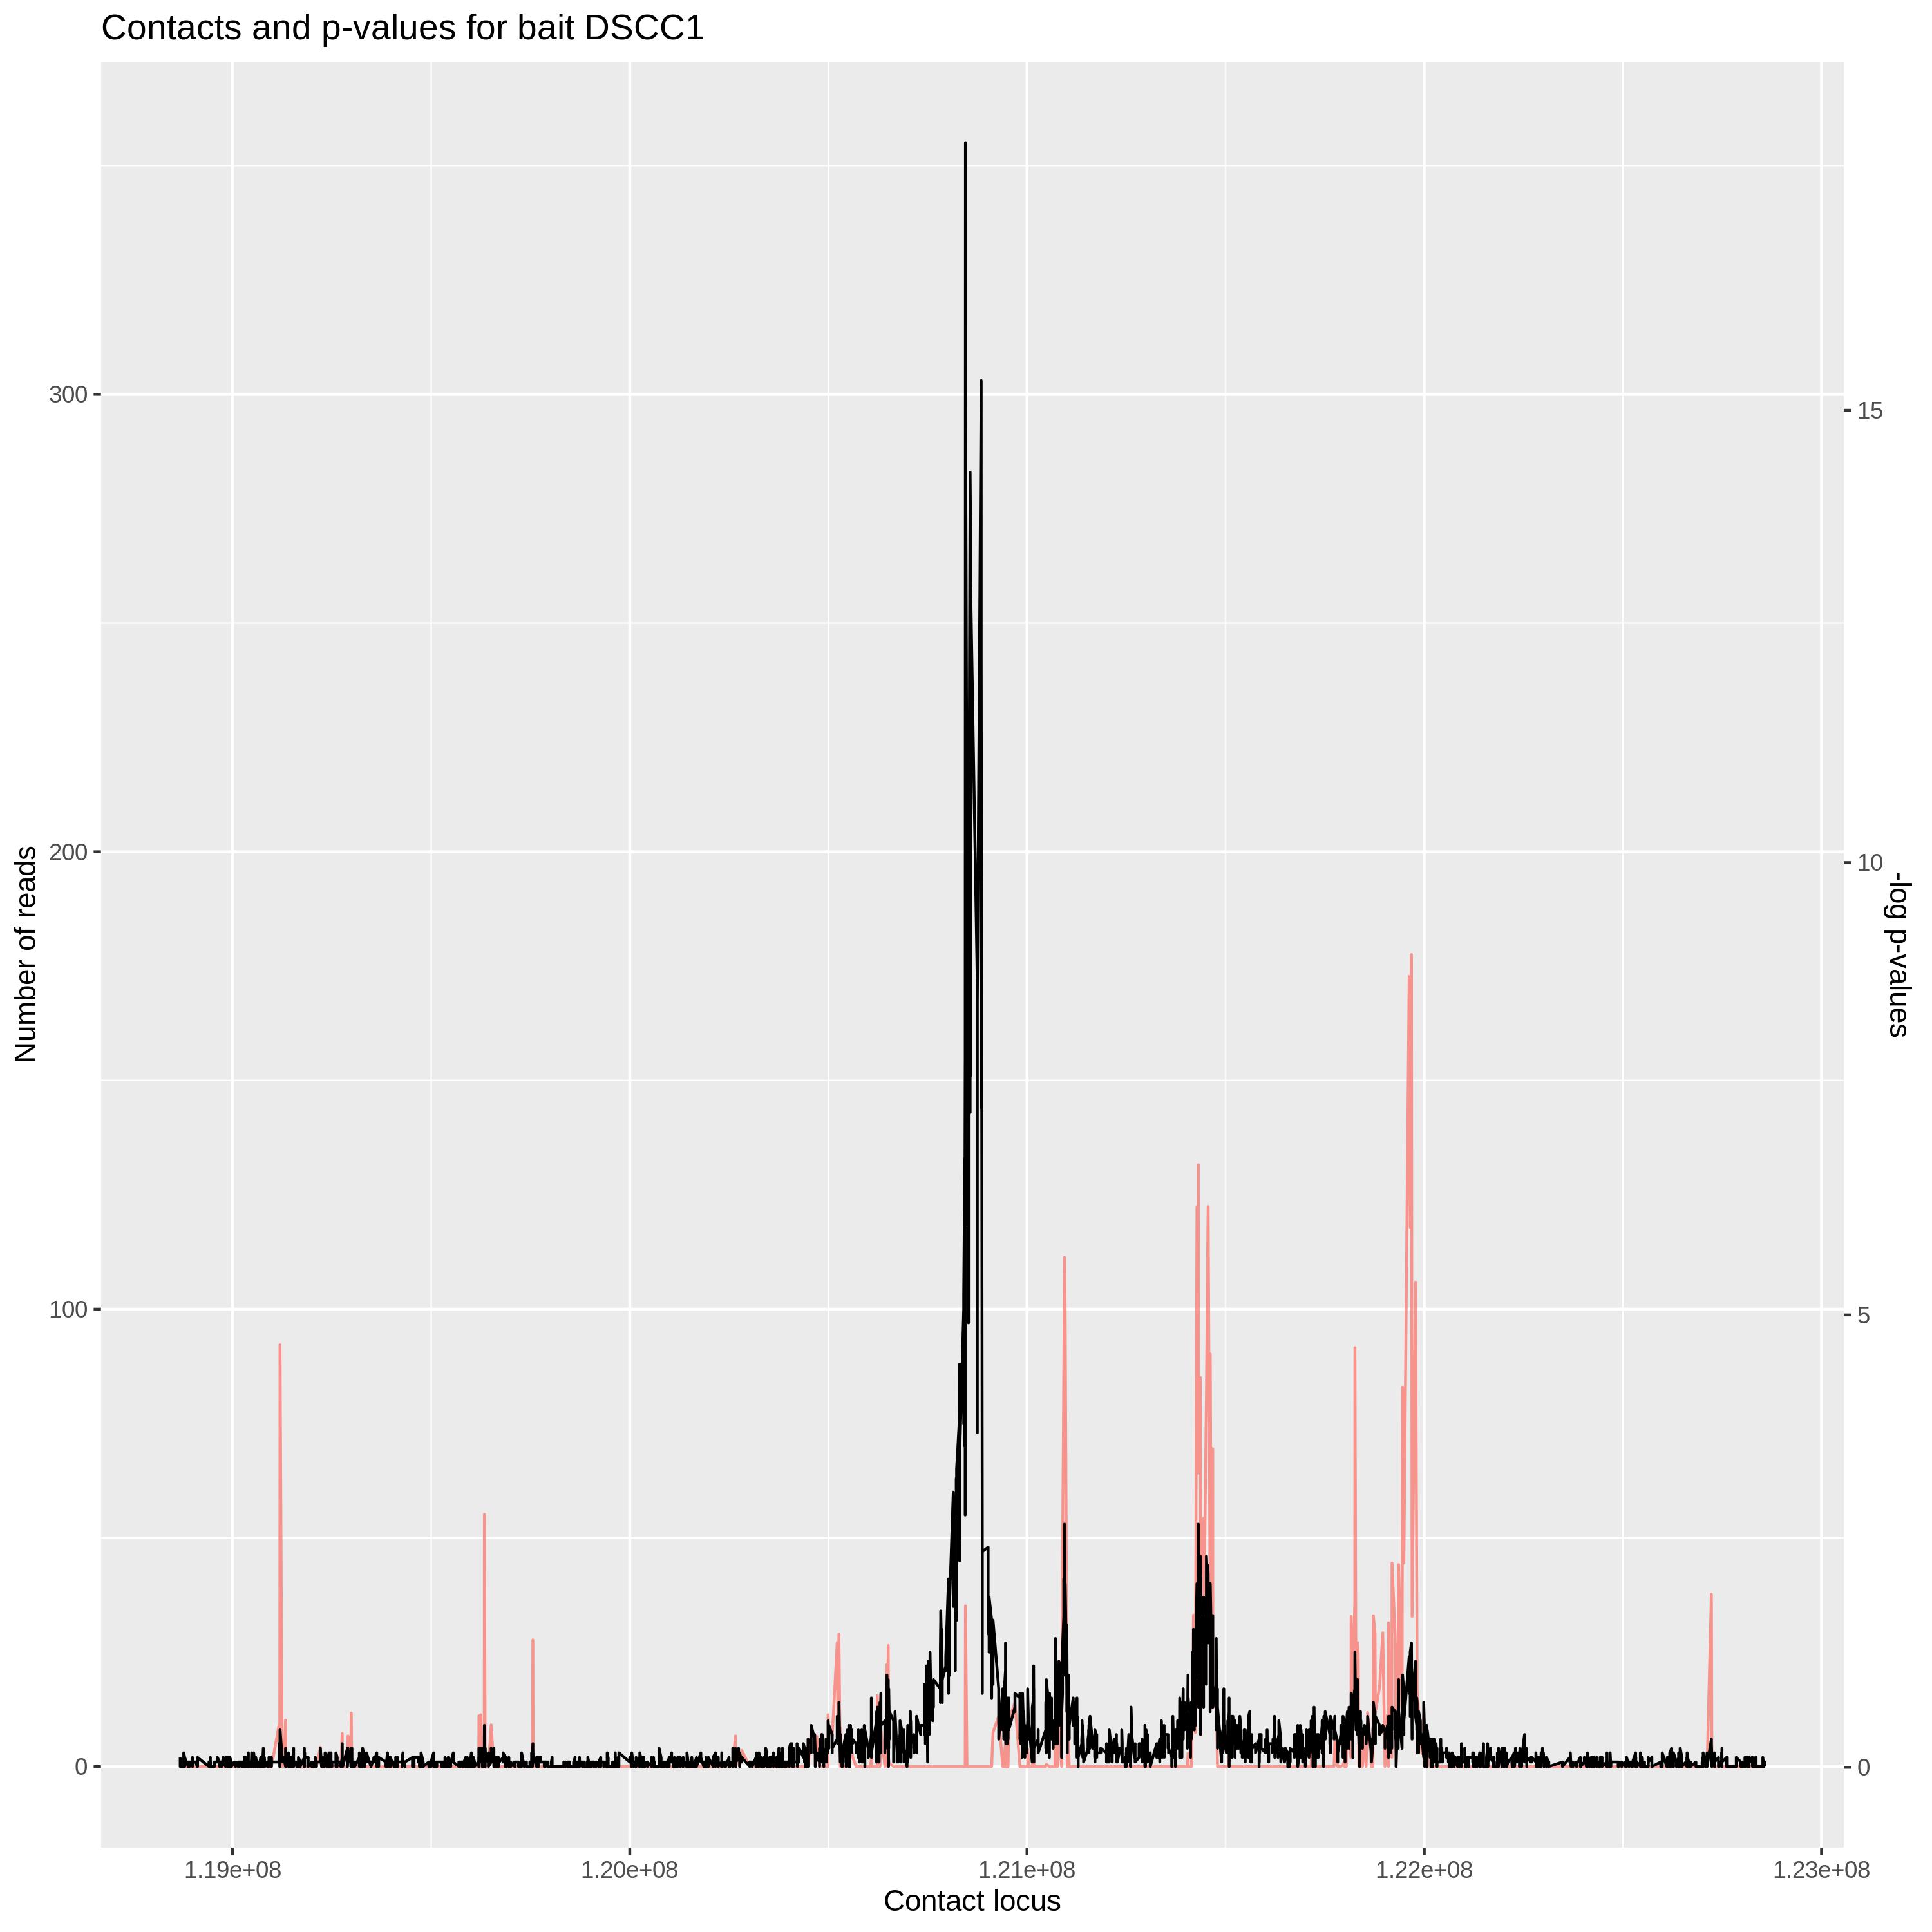 Contacts and p-values for bait DSCC1
Number of reads
300
200
100
0
15
10
5
0
-log p-values
1.19e+08 1.20e+08 1.21e+08 1.22e+08 1.23e+08
Contact locus